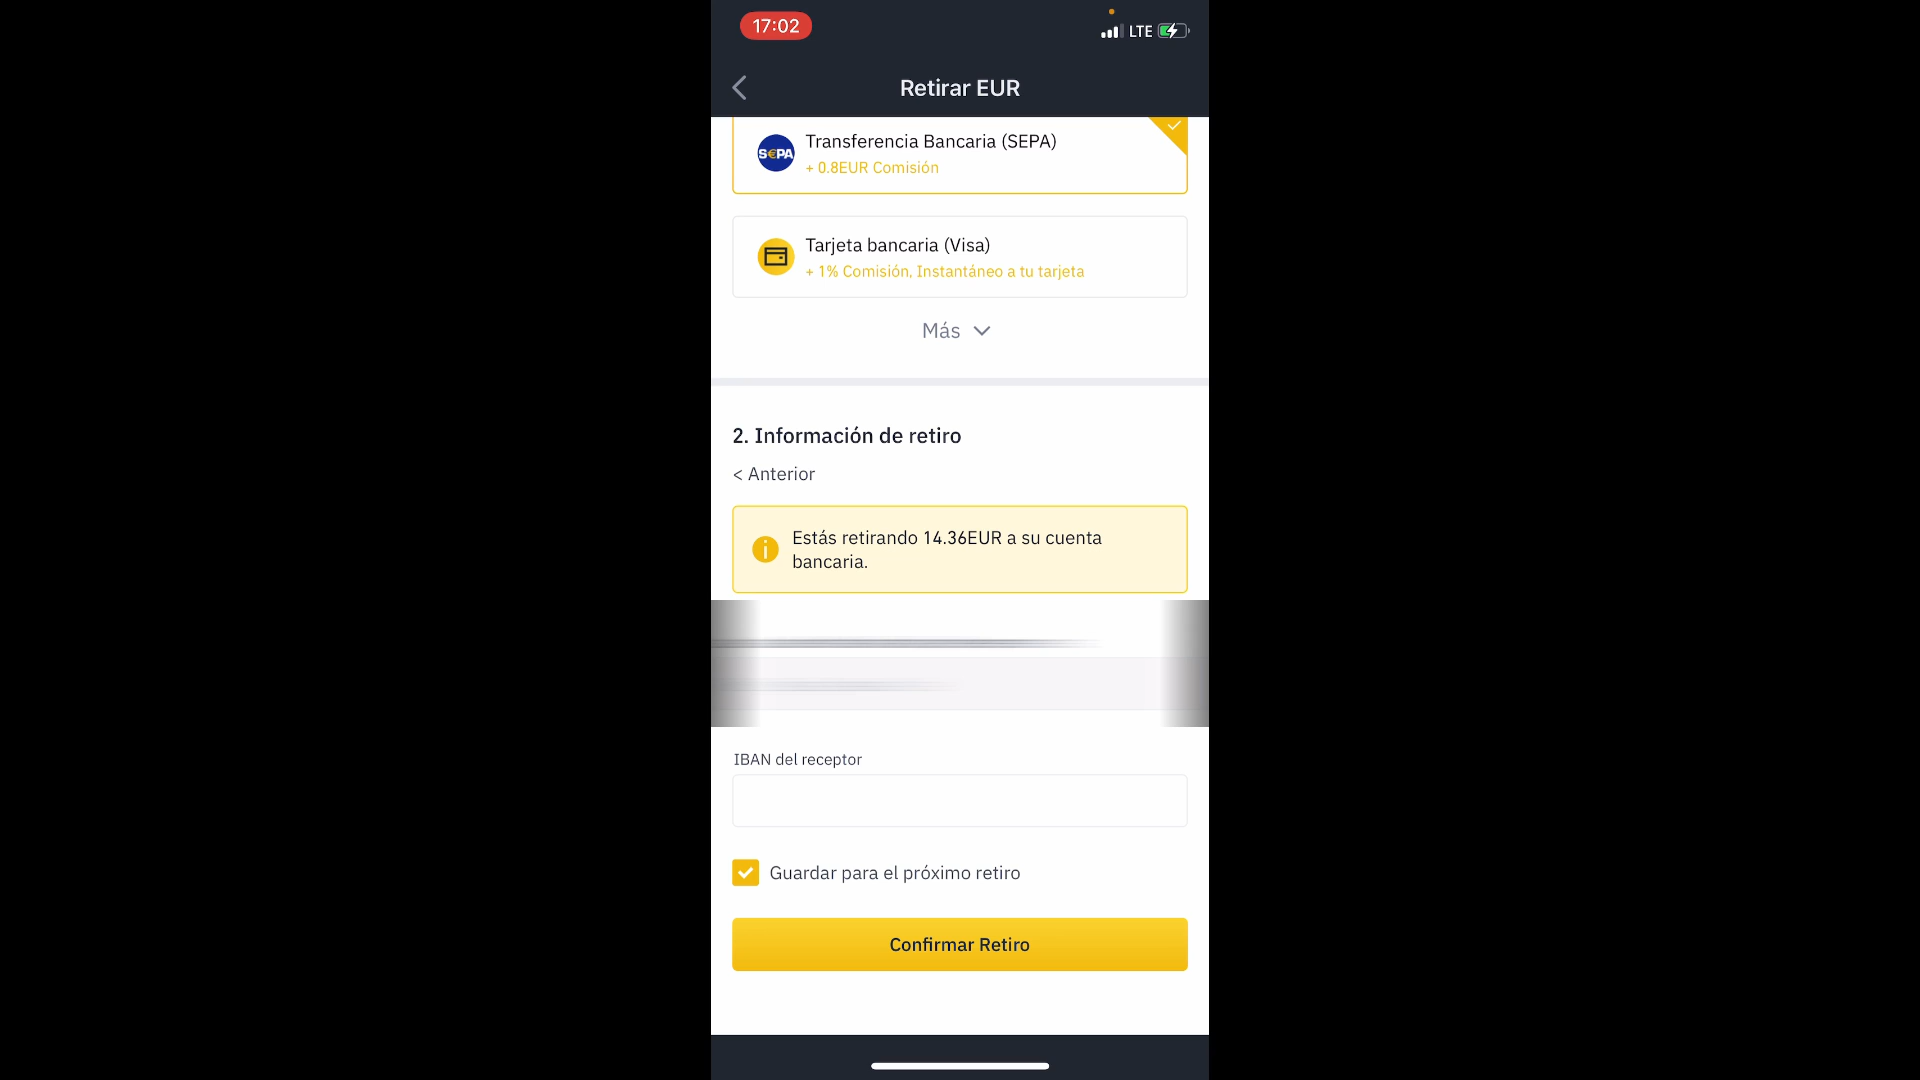 17:02
LTE
Retirar EUR
S€PA
Transferencia Bancaria (SEPA)
+ 0.8EUR Comisión
Tarjeta bancaria (Visa)
+ 1% Comisión, Instantáneo a tu tarjeta
Más
2. Información de retiro
< Anterior
Estás retirando 14.36EUR a su cuenta
bancaria.
IBAN del receptor
Guardar para el próximo retiro
Confirmar Retiro